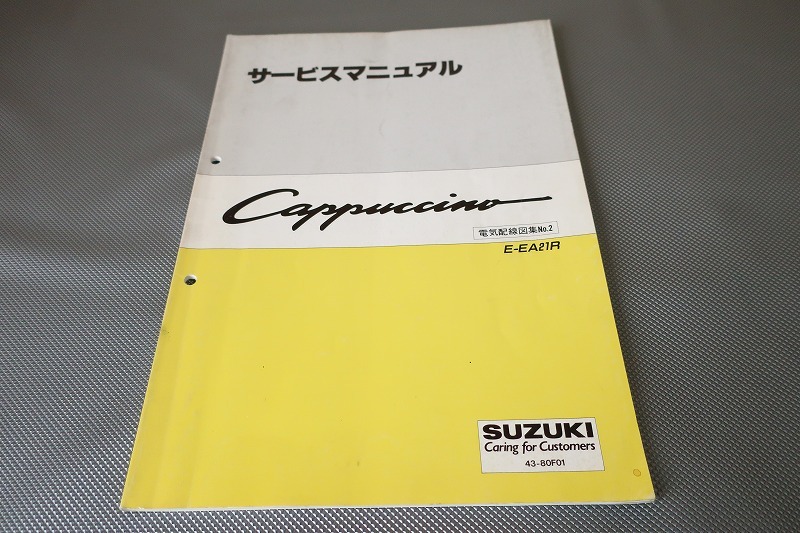 サービスマニュアル
Cappuccino
電気配線図集No.2
E-EA21R
SUZUKI
Caring for Customers
43-80F01